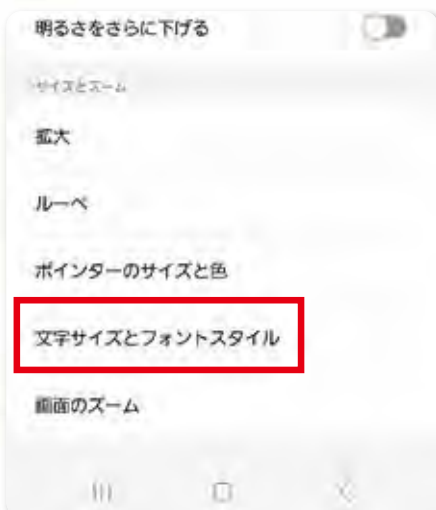 明るさをさらに下げる
サイズとズーム
拡大
ルーペ
ポインターのサイズと色
文字サイズとフォントスタイル
画面のズーム